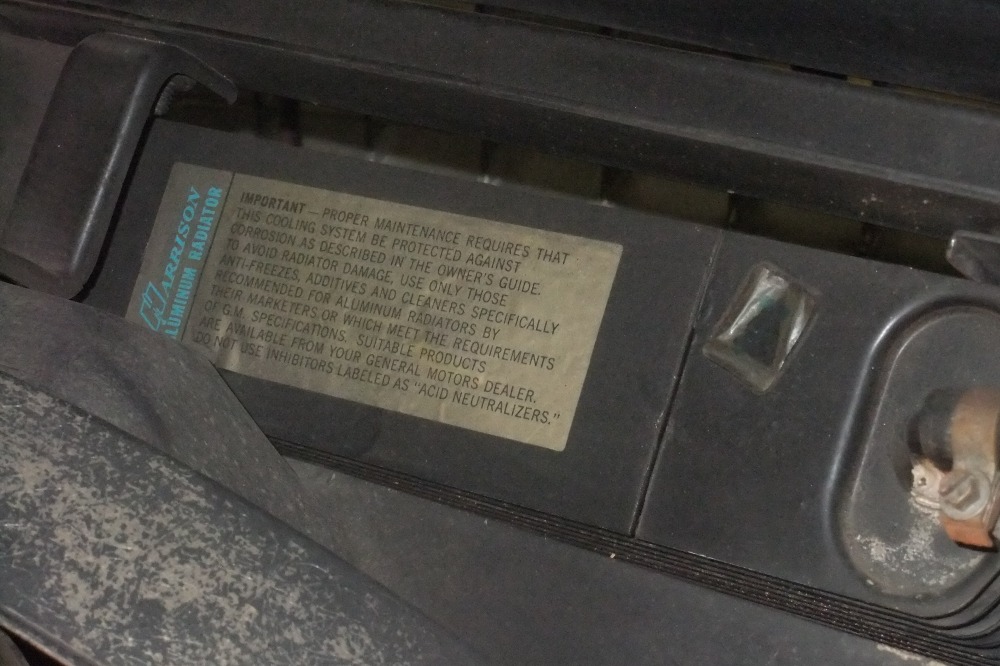 HARRISON
ALUMINUM RADIATOR
IMPORTANT — PROPER MAINTENANCE REQUIRES THAT
THIS COOLING SYSTEM BE PROTECTED AGAINST
CORROSION AS DESCRIBED IN THE OWNER'S GUIDE.
TO AVOID RADIATOR DAMAGE, USE ONLY THOSE
ANTI-FREEZES, ADDITIVES AND CLEANERS SPECIFICALLY
RECOMMENDED FOR ALUMINUM RADIATORS BY
THEIR MARKETERS OR WHICH MEET THE REQUIREMENTS
OF G.M. SPECIFICATIONS. SUITABLE PRODUCTS
ARE AVAILABLE FROM YOUR GENERAL MOTORS DEALER.
DO NOT USE INHIBITORS LABELED AS "ACID NEUTRALIZERS."